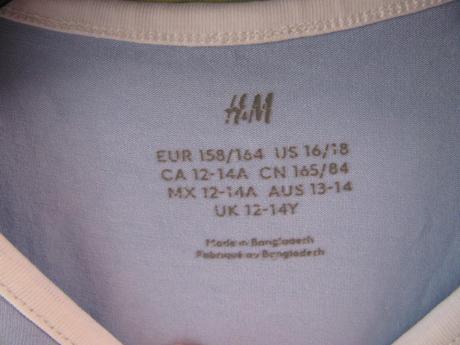 H&M
EUR 158/164 US 16/18
CA 12-14A CN 165/84
MX 12-14A AUS 13-14
UK 12-14Y
Made in Bangladesh
Fabriqué au Bangladesh